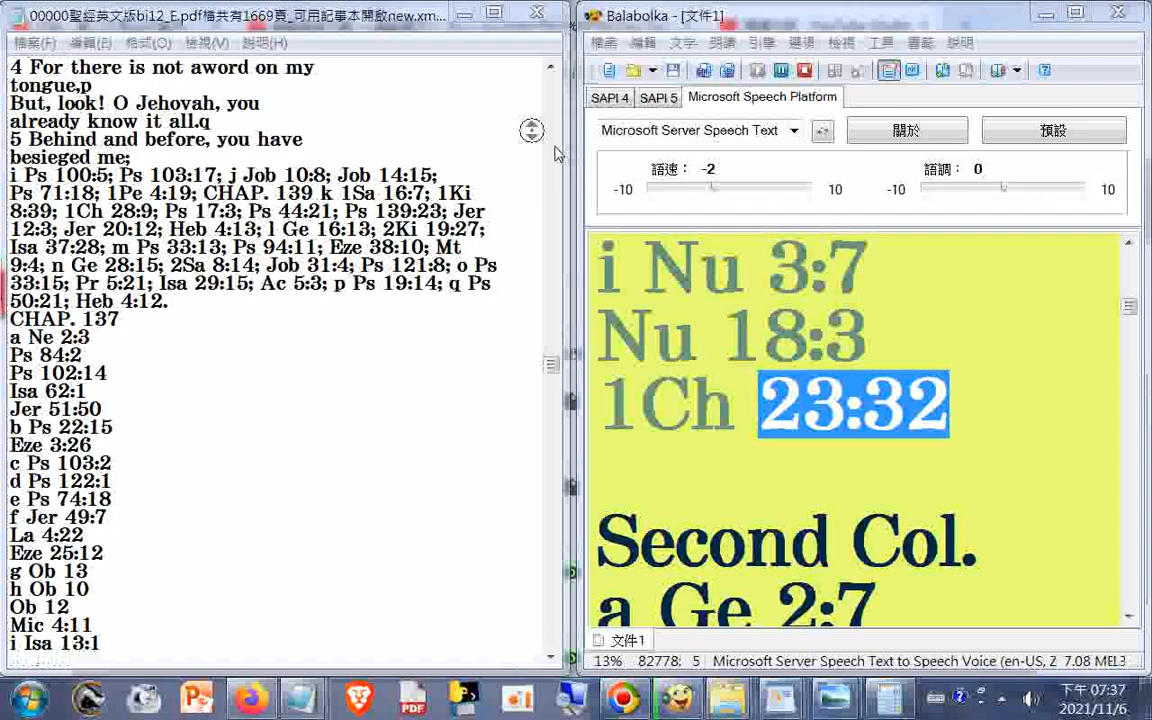 00000聖經英文版bi12_E.pdf檔共有1669頁_可用記事本開啟new.xm...
檔案(F) 編輯(E) 格式(O) 檢視(V) 說明(H)
4 For there is not aword on my
tongue,p
But, look! O Jehovah, you
already know it all.q
5 Behind and before, you have
besieged me;
i Ps 100:5; Ps 103:17; j Job 10:8; Job 14:15;
Ps 71:18; 1Pe 4:19; CHAP. 139 k 1Sa 16:7; 1Ki
8:39; 1Ch 28:9; Ps 17:3; Ps 44:21; Ps 139:23; Jer
12:3; Jer 20:12; Heb 4:13; l Ge 16:13; 2Ki 19:27;
Isa 37:28; m Ps 33:13; Ps 94:11; Eze 38:10; Mt
9:4; n Ge 28:15; 2Sa 8:14; Job 31:4; Ps 121:8; o Ps
33:15; Pr 5:21; Isa 29:15; Ac 5:3; p Ps 19:14; q Ps
50:21; Heb 4:12.
CHAP. 137
a Ne 2:3
Ps 84:2
Ps 102:14
Isa 62:1
Jer 51:50
b Ps 22:15
Eze 3:26
c Ps 103:2
d Ps 122:1
e Ps 74:18
f Jer 49:7
La 4:22
Eze 25:12
g Ob 13
h Ob 10
Ob 12
Mic 4:11
i Isa 13:1
Balabolka - [文件1]
檔案 編輯 文字 朗讀 引擎 選項 檢視 工具 書籤 說明
SAPI 4 SAPI 5 Microsoft Speech Platform
Microsoft Server Speech Text 關於 預設
語速： -2 語調： 0
-10 10 -10 10
i Nu 3:7
Nu 18:3
1Ch 23:32
Second Col.
a Ge 2:7
文件1
13% 82778: 5 Microsoft Server Speech Text to Speech Voice (en-US, Z 7.08 MEL3
下午 07:37
2021/11/6